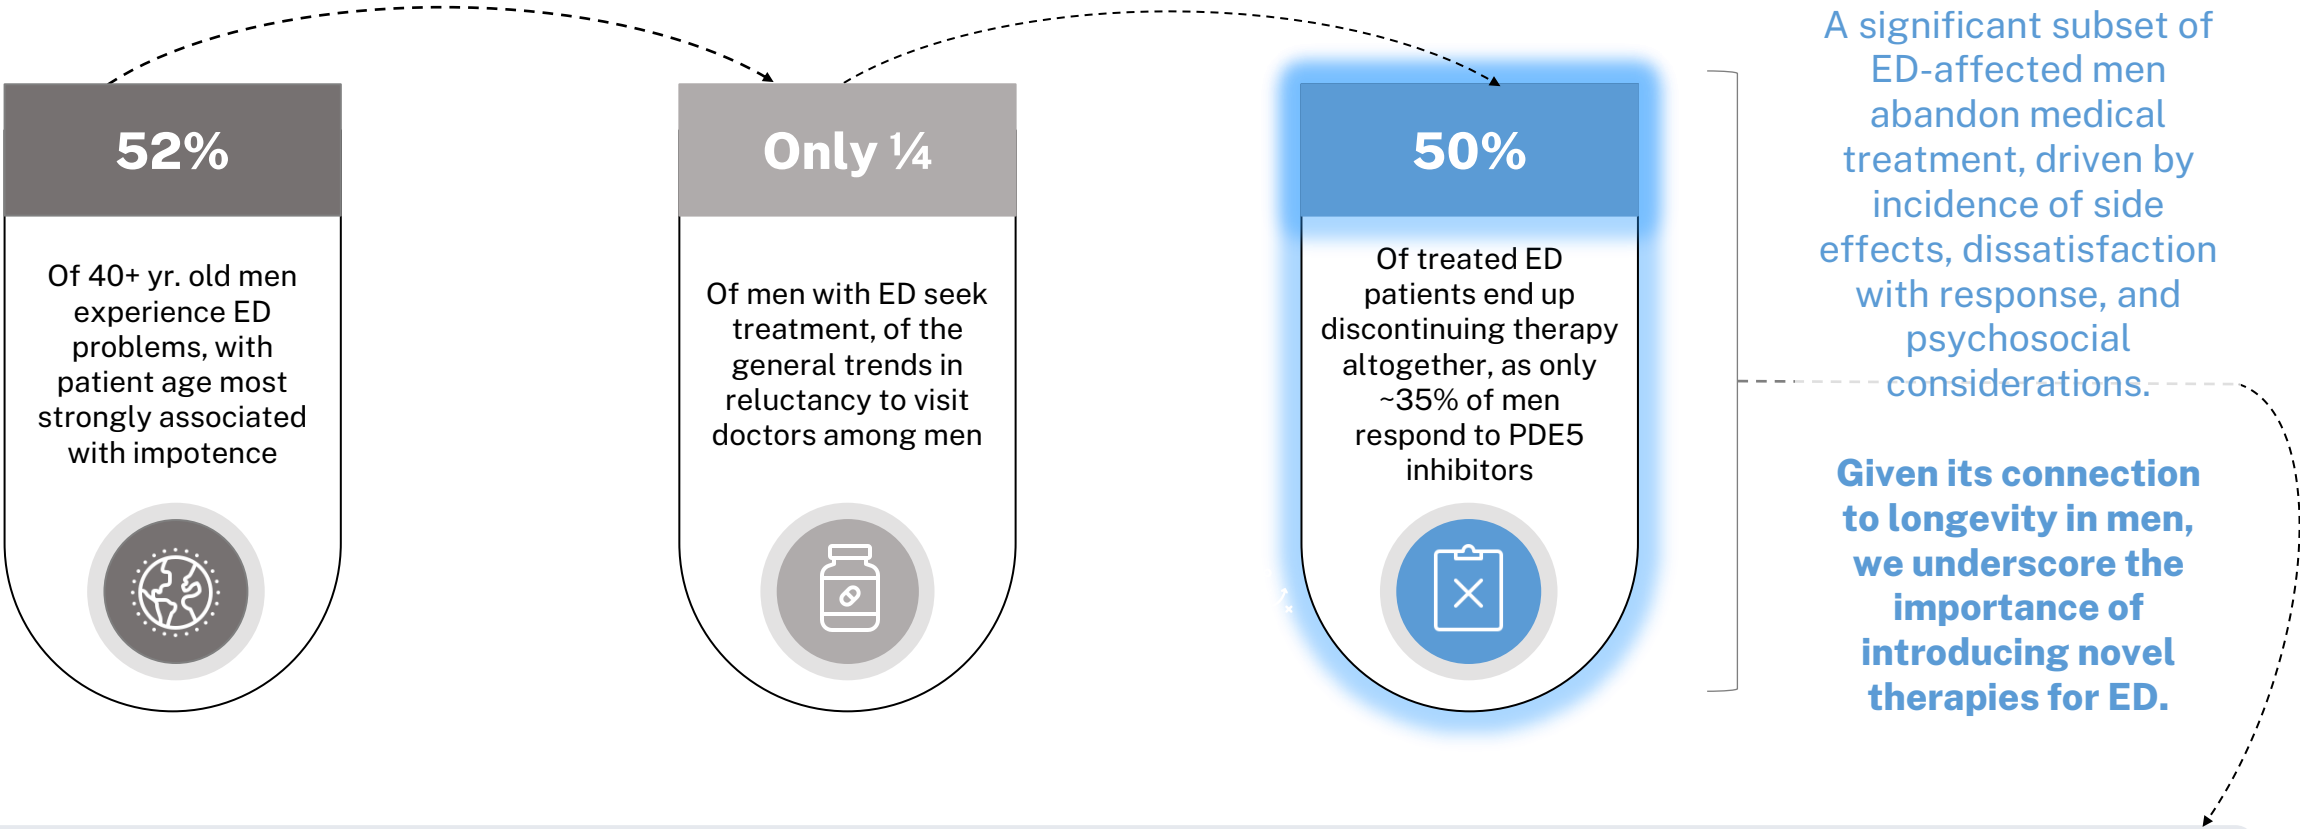 52%
Of 40+ yr. old men
experience ED
problems, with
patient age most
strongly associated
with impotence
Only ¼
Of men with ED seek
treatment, of the
general trends in
reluctancy to visit
doctors among men
50%
Of treated ED
patients end up
discontinuing therapy
altogether, as only
~35% of men
respond to PDE5
inhibitors
A significant subset of
ED-affected men
abandon medical
treatment, driven by
incidence of side
effects, dissatisfaction
with response, and
psychosocial
considerations.
Given its connection
to longevity in men,
we underscore the
importance of
introducing novel
therapies for ED.